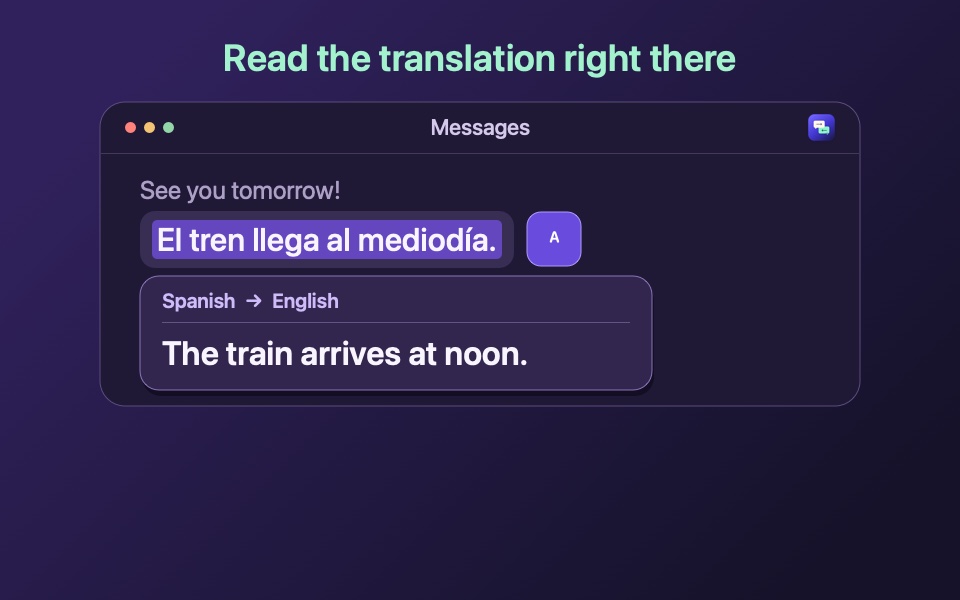 Read the translation right there
Messages
See you tomorrow!
El tren llega al mediodía.
A
Spanish → English
The train arrives at noon.